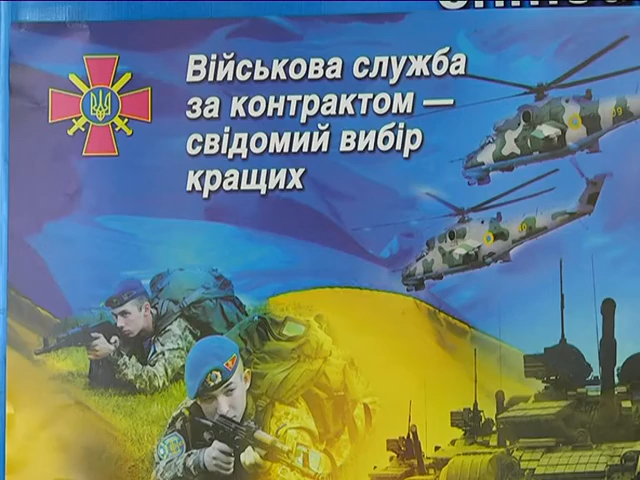 Військова служба
за контрактом —
свідомий вибір
кращих